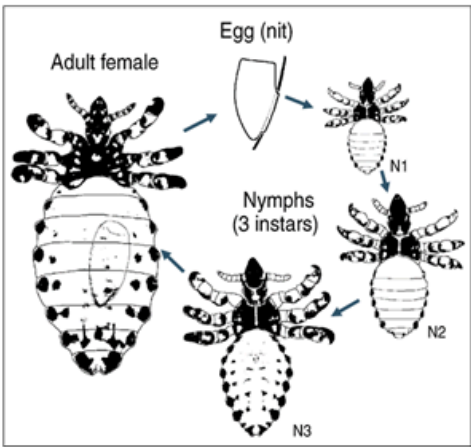 Egg (nit)
Adult female
N1
Nymphs
(3 instars)
N2
N3